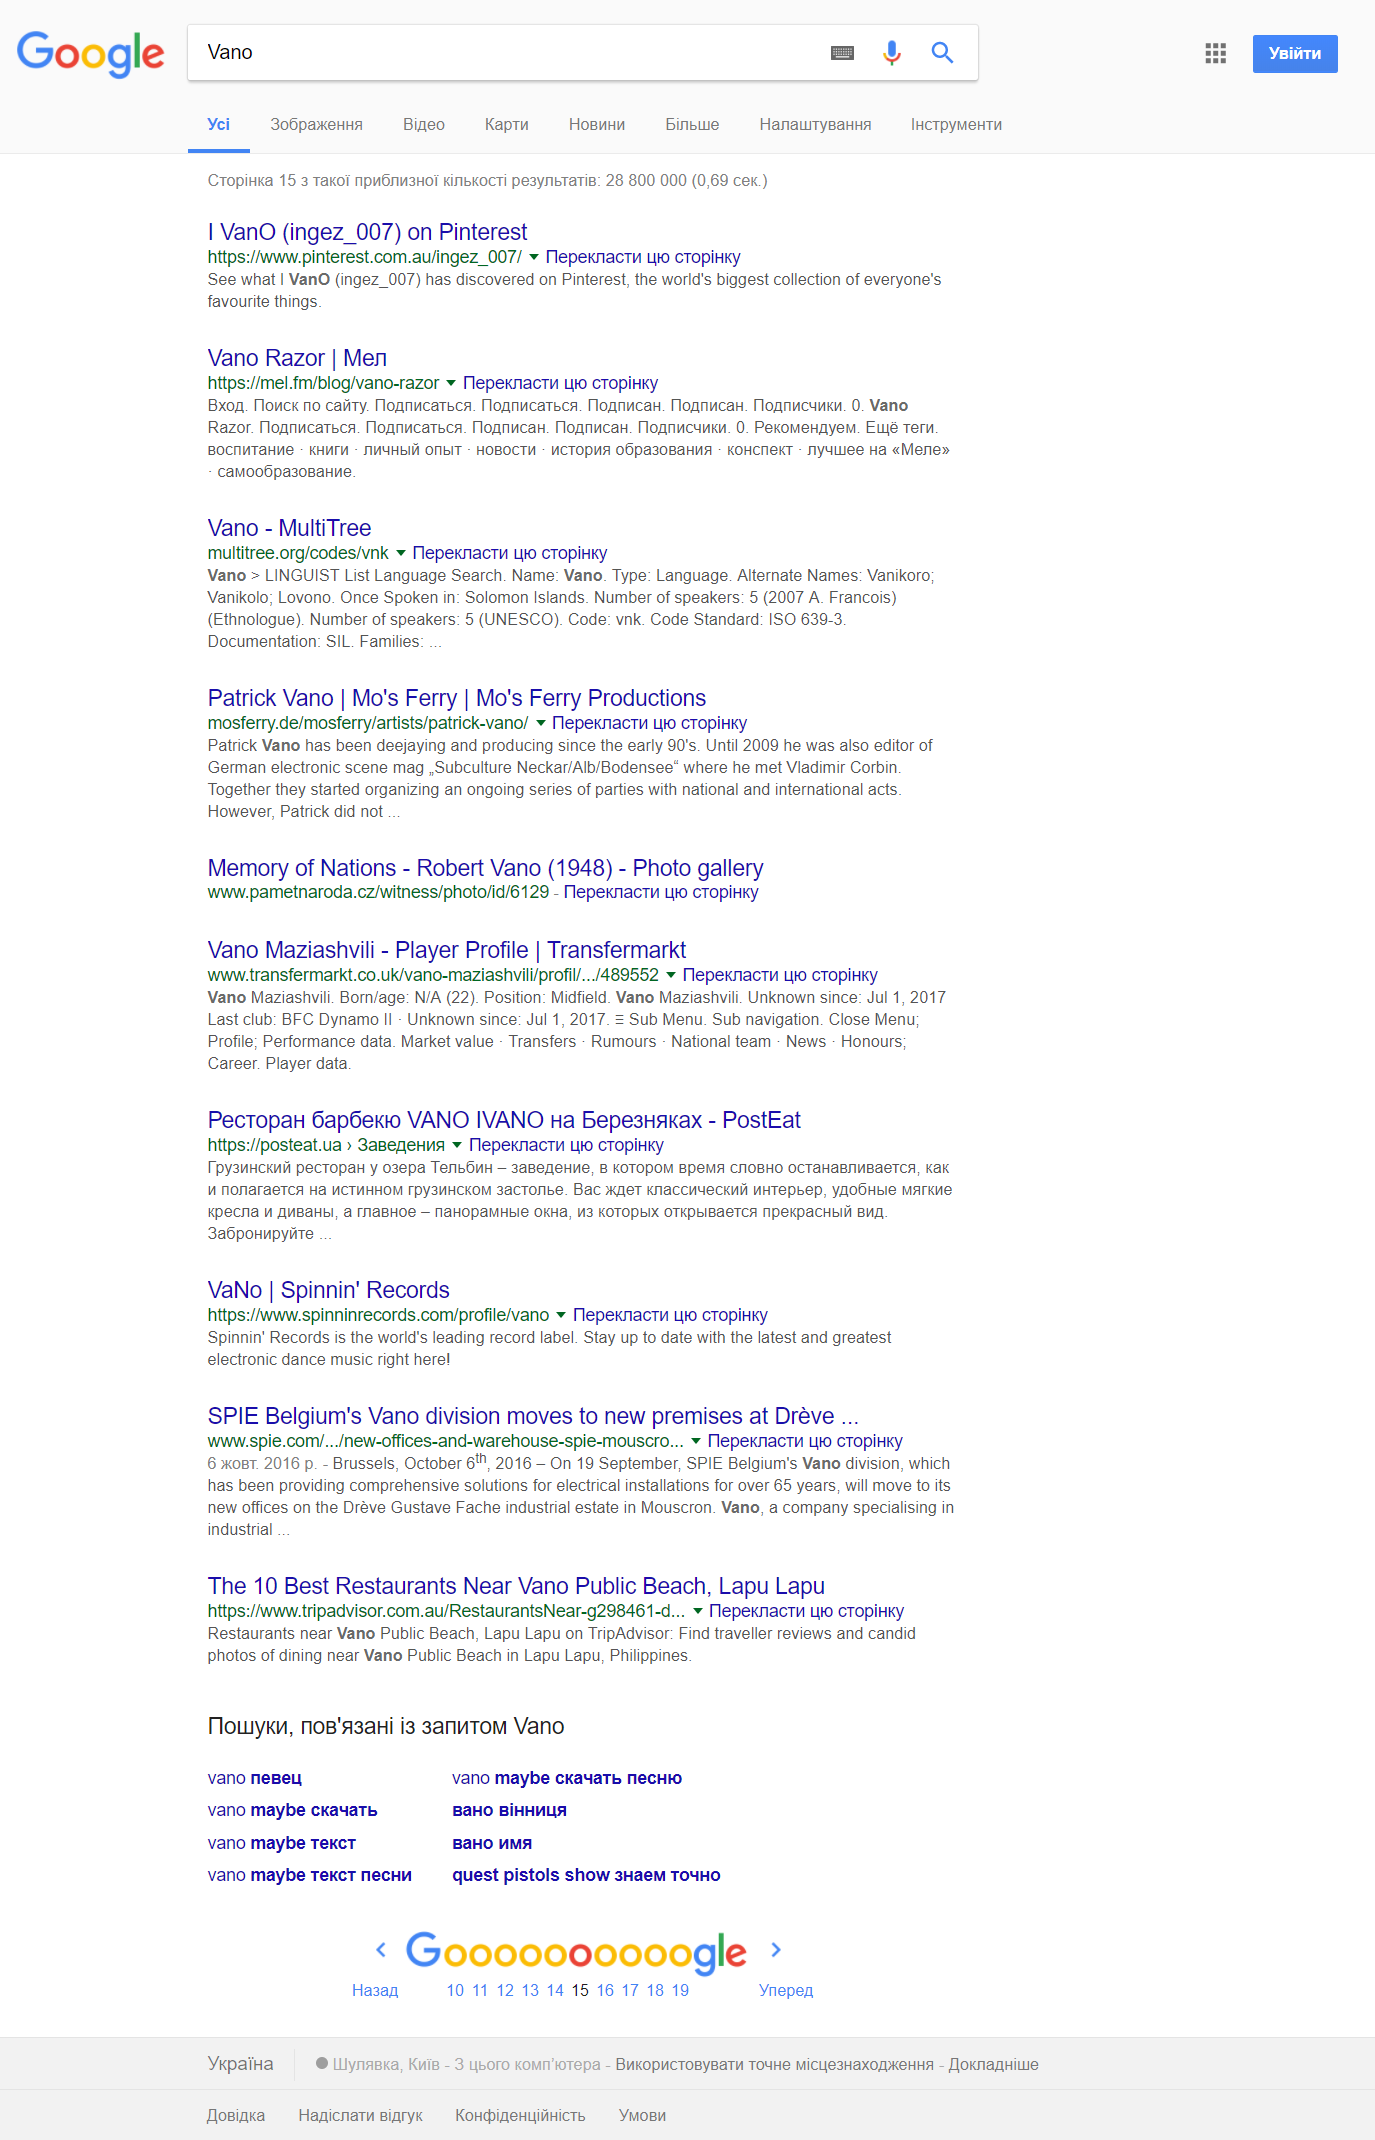 Google
Vano
Увійти
Усі Зображення Відео Карти Новини Більше Налаштування Інструменти
Сторінка 15 з такої приблизної кількості результатів: 28 800 000 (0,69 сек.)
I VanO (ingez_007) on Pinterest
https://www.pinterest.com.au/ingez_007/ Перекласти цю сторінку
See what I VanO (ingez_007) has discovered on Pinterest, the world's biggest collection of everyone's
favourite things.
Vano Razor | Мел
https://mel.fm/blog/vano-razor Перекласти цю сторінку
Вход. Поиск по сайту. Подписаться. Подписаться. Подписан. Подписан. Подписчики. 0. Vano
Razor. Подписаться. Подписаться. Подписан. Подписан. Подписчики. 0. Рекомендуем. Ещё теги.
воспитание · книги · личный опыт · новости · история образования · конспект · лучшее на «Меле»
· самообразование.
Vano - MultiTree
multitree.org/codes/vnk Перекласти цю сторінку
Vano > LINGUIST List Language Search. Name: Vano. Type: Language. Alternate Names: Vanikoro;
Vanikolo; Lovono. Once Spoken in: Solomon Islands. Number of speakers: 5 (2007 A. Francois)
(Ethnologue). Number of speakers: 5 (UNESCO). Code: vnk. Code Standard: ISO 639-3.
Documentation: SIL. Families: ...
Patrick Vano | Mo's Ferry | Mo's Ferry Productions
mosferry.de/mosferry/artists/patrick-vano/ Перекласти цю сторінку
Patrick Vano has been deejaying and producing since the early 90's. Until 2009 he was also editor of
German electronic scene mag „Subculture Neckar/Alb/Bodensee“ where he met Vladimir Corbin.
Together they started organizing an ongoing series of parties with national and international acts.
However, Patrick did not ...
Memory of Nations - Robert Vano (1948) - Photo gallery
www.pametnaroda.cz/witness/photo/id/6129 - Перекласти цю сторінку
Vano Maziashvili - Player Profile | Transfermarkt
www.transfermarkt.co.uk/vano-maziashvili/profil/.../489552 Перекласти цю сторінку
Vano Maziashvili. Born/age: N/A (22). Position: Midfield. Vano Maziashvili. Unknown since: Jul 1, 2017
Last club: BFC Dynamo II · Unknown since: Jul 1, 2017. ≡ Sub Menu. Sub navigation. Close Menu;
Profile; Performance data. Market value · Transfers · Rumours · National team · News · Honours;
Career. Player data.
Ресторан барбекю VANO IVANO на Березняках - PostEat
https://posteat.ua › Заведения Перекласти цю сторінку
Грузинский ресторан у озера Тельбин – заведение, в котором время словно останавливается, как
и полагается на истинном грузинском застолье. Вас ждет классический интерьер, удобные мягкие
кресла и диваны, а главное – панорамные окна, из которых открывается прекрасный вид.
Забронируйте ...
VaNo | Spinnin' Records
https://www.spinninrecords.com/profile/vano Перекласти цю сторінку
Spinnin' Records is the world's leading record label. Stay up to date with the latest and greatest
electronic dance music right here!
SPIE Belgium's Vano division moves to new premises at Drève ...
www.spie.com/.../new-offices-and-warehouse-spie-mouscro... Перекласти цю сторінку
6 жовт. 2016 р. - Brussels, October 6th, 2016 – On 19 September, SPIE Belgium's Vano division, which
has been providing comprehensive solutions for electrical installations for over 65 years, will move to its
new offices on the Drève Gustave Fache industrial estate in Mouscron. Vano, a company specialising in
industrial ...
The 10 Best Restaurants Near Vano Public Beach, Lapu Lapu
https://www.tripadvisor.com.au/RestaurantsNear-g298461-d... Перекласти цю сторінку
Restaurants near Vano Public Beach, Lapu Lapu on TripAdvisor: Find traveller reviews and candid
photos of dining near Vano Public Beach in Lapu Lapu, Philippines.
Пошуки, пов'язані із запитом Vano
vano певец vano maybe скачать песню
vano maybe скачать вано вінниця
vano maybe текст вано имя
vano maybe текст песни quest pistols show знаем точно
Goooooooooogle
Назад 10 11 12 13 14 15 16 17 18 19 Уперед
Україна Шулявка, Київ - З цього комп’ютера - Використовувати точне місцезнаходження - Докладніше
Довідка Надіслати відгук Конфіденційність Умови